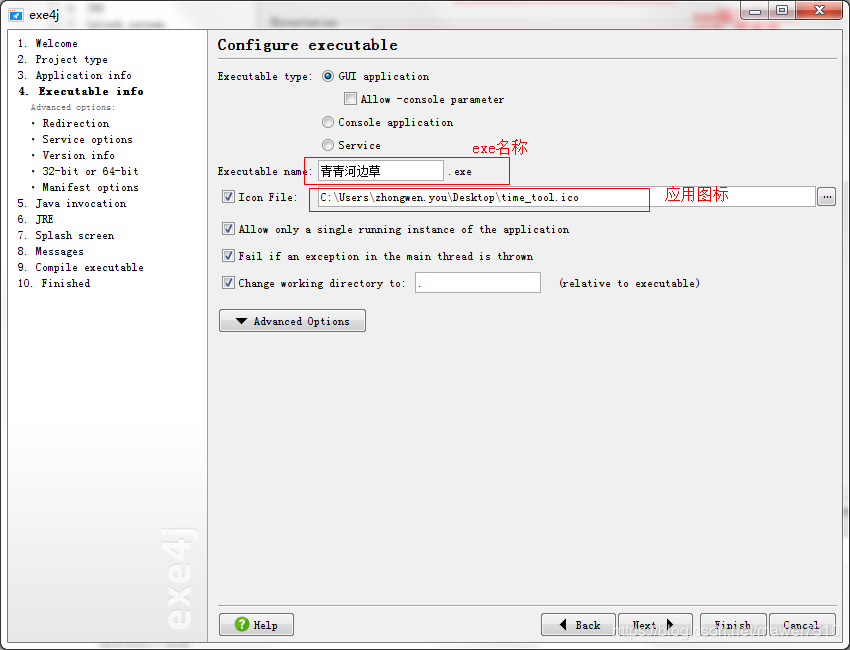 exe4j
1. Welcome
2. Project type
3. Application info
4. Executable info
Advanced options:
• Redirection
• Service options
• Version info
• 32-bit or 64-bit
• Manifest options
5. Java invocation
6. JRE
7. Splash screen
8. Messages
9. Compile executable
10. Finished
exe4j
Configure executable
Executable type: GUI application
Allow -console parameter
Console application
Service
exe名称
Executable name: 青青河边草 .exe
Icon File: C:\Users\zhongwen.you\Desktop\time_tool.ico 应用图标 ...
Allow only a single running instance of the application
Fail if an exception in the main thread is thrown
Change working directory to: . (relative to executable)
Advanced Options
Help Back Next Finish Cancel